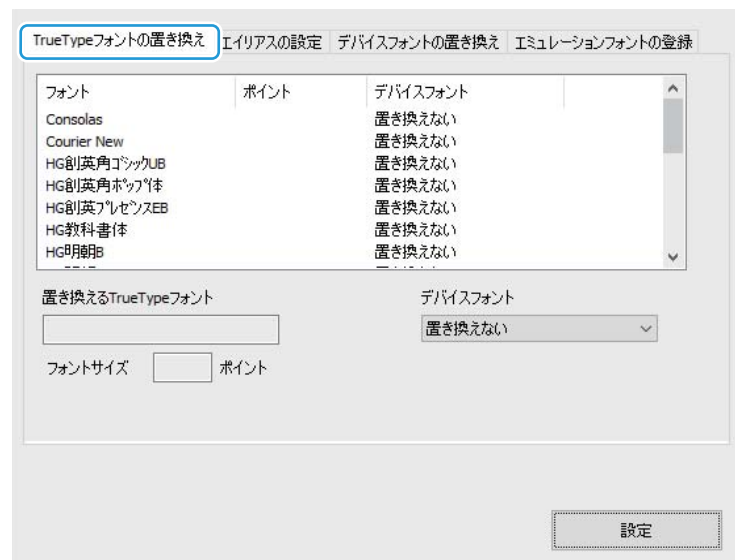 TrueTypeフォントの置き換え エイリアスの設定 デバイスフォントの置き換え エミュレーションフォントの登録
フォント ポイント デバイスフォント
Consolas 置き換えない
Courier New 置き換えない
HG創英角ｺﾞｼｯｸUB 置き換えない
HG創英角ﾎﾟｯﾌﾟ体 置き換えない
HG創英ﾌﾟﾚｾﾞﾝｽEB 置き換えない
HG教科書体 置き換えない
HG明朝B 置き換えない
置き換えるTrueTypeフォント デバイスフォント
置き換えない
フォントサイズ ポイント
設定